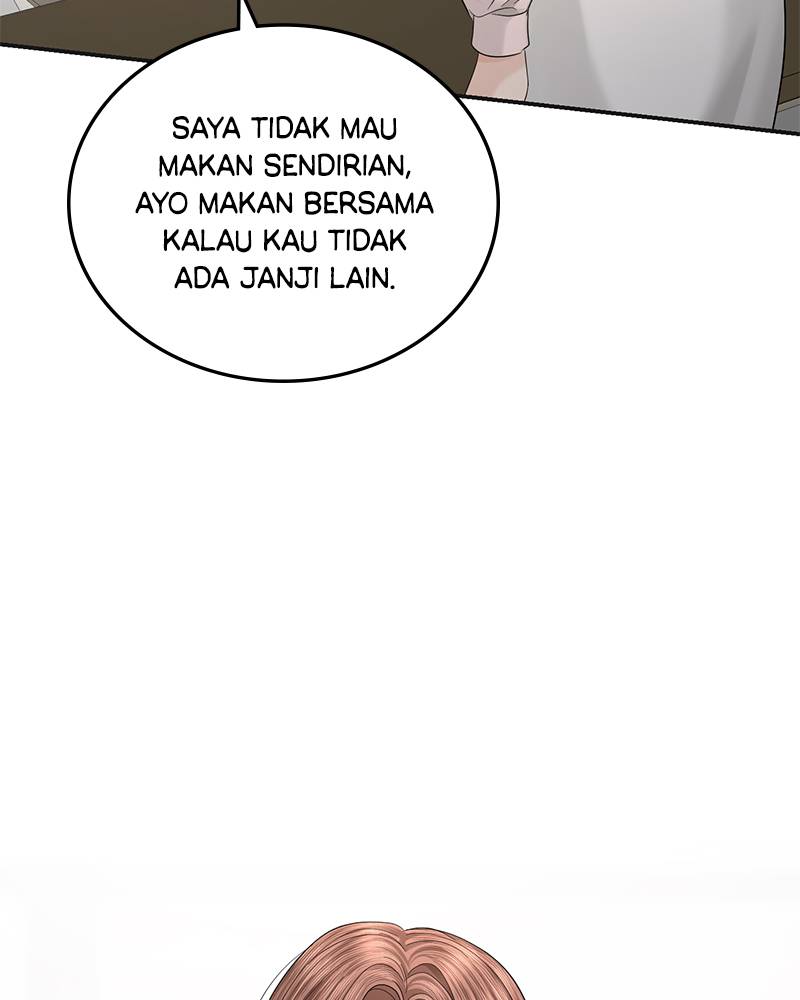 SAYA TIDAK MAU
MAKAN SENDIRIAN,
AYO MAKAN BERSAMA
KALAU KAU TIDAK
ADA JANJI LAIN.